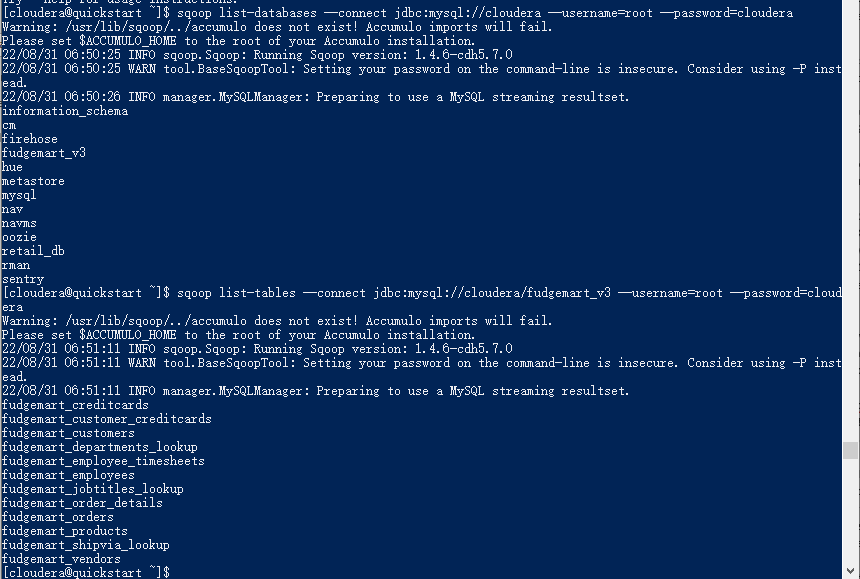 Try --help for usage instructions.
[cloudera@quickstart ~]$ sqoop list-databases --connect jdbc:mysql://cloudera --username=root --password=cloudera
Warning: /usr/lib/sqoop/../accumulo does not exist! Accumulo imports will fail.
Please set $ACCUMULO_HOME to the root of your Accumulo installation.
22/08/31 06:50:25 INFO sqoop.Sqoop: Running Sqoop version: 1.4.6-cdh5.7.0
22/08/31 06:50:25 WARN tool.BaseSqoopTool: Setting your password on the command-line is insecure. Consider using -P inst
ead.
22/08/31 06:50:26 INFO manager.MySQLManager: Preparing to use a MySQL streaming resultset.
information_schema
cm
firehose
fudgemart_v3
hue
metastore
mysql
nav
navms
oozie
retail_db
rman
sentry
[cloudera@quickstart ~]$ sqoop list-tables --connect jdbc:mysql://cloudera/fudgemart_v3 --username=root --password=cloud
era
Warning: /usr/lib/sqoop/../accumulo does not exist! Accumulo imports will fail.
Please set $ACCUMULO_HOME to the root of your Accumulo installation.
22/08/31 06:51:11 INFO sqoop.Sqoop: Running Sqoop version: 1.4.6-cdh5.7.0
22/08/31 06:51:11 WARN tool.BaseSqoopTool: Setting your password on the command-line is insecure. Consider using -P inst
ead.
22/08/31 06:51:11 INFO manager.MySQLManager: Preparing to use a MySQL streaming resultset.
fudgemart_creditcards
fudgemart_customer_creditcards
fudgemart_customers
fudgemart_departments_lookup
fudgemart_employee_timesheets
fudgemart_employees
fudgemart_jobtitles_lookup
fudgemart_order_details
fudgemart_orders
fudgemart_products
fudgemart_shipvia_lookup
fudgemart_vendors
[cloudera@quickstart ~]$